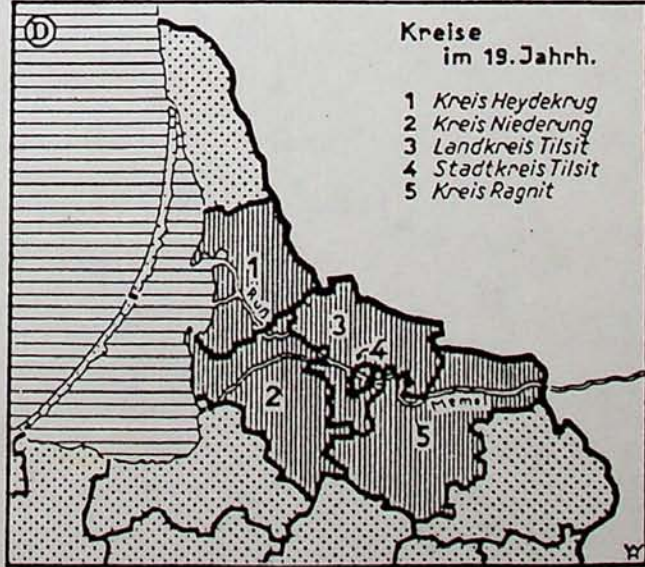 D
Kreise
im 19. Jahrh.
1 Kreis Heydekrug
2 Kreis Niederung
3 Landkreis Tilsit
4 Stadtkreis Tilsit
5 Kreis Ragnit
1
Ruß
3
4
2
Memel
5